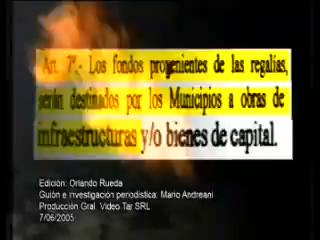 Art. 7º.- Los fondos provenientes de las regalías,
serán destinados por los Municipios a obras de
infraestructuras y/o bienes de capital.
Edición: Orlando Rueda
Guión e investigación periodística: Mario Andreani
Producción Gral. Video Tar SRL
7/06/2005